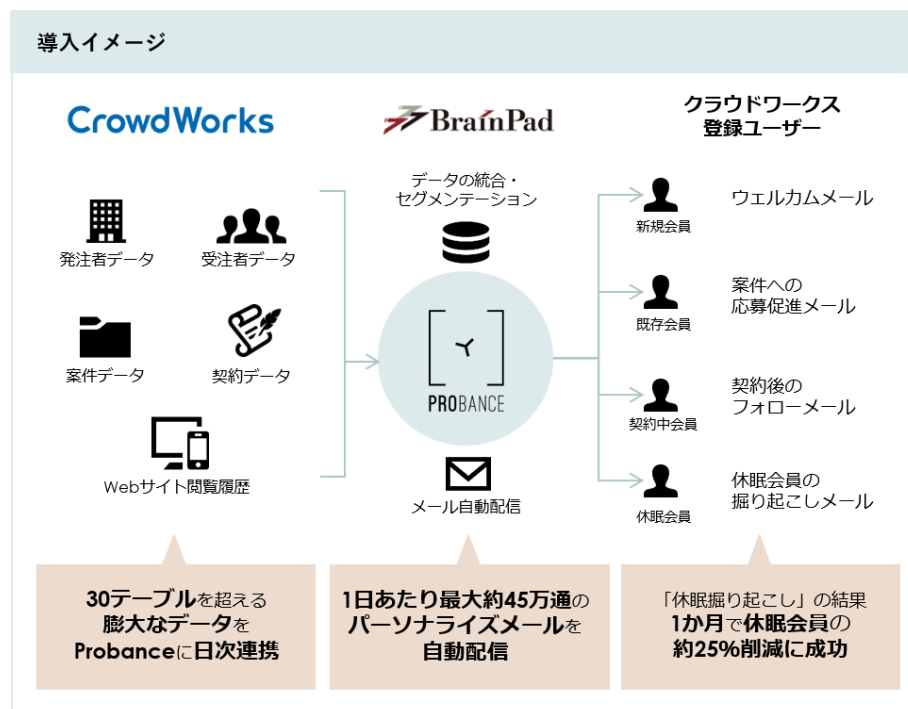 導入イメージ
CrowdWorks
発注者データ
受注者データ
案件データ
契約データ
Webサイト閲覧履歴
30テーブルを超える
膨大なデータを
Probanceに日次連携
BrainPad
データの統合・
セグメンテーション
PROBANCE
メール自動配信
1日あたり最大約45万通の
パーソナライズメールを
自動配信
クラウドワークス
登録ユーザー
新規会員
ウェルカムメール
既存会員
案件への
応募促進メール
契約中会員
契約後の
フォローメール
休眠会員
休眠会員の
掘り起こしメール
「休眠掘り起こし」の結果
1か月で休眠会員の
約25%削減に成功